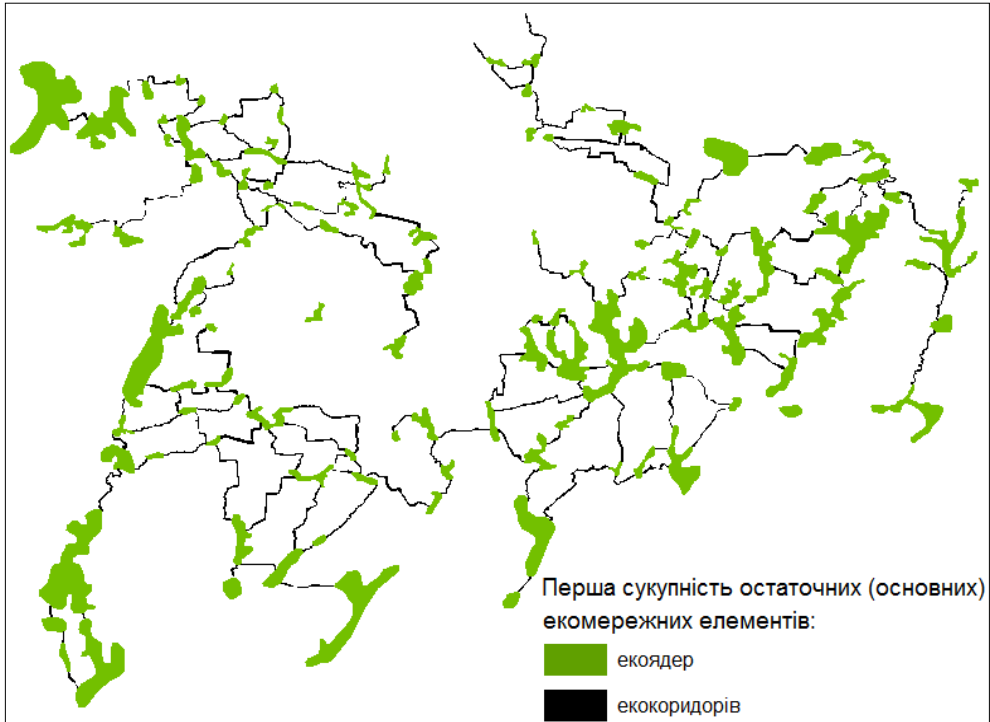 Перша сукупність остаточних (основних)
екомережних елементів:
екоядер
екокоридорів